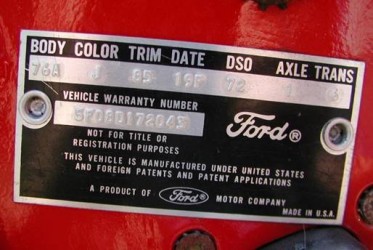 BODY COLOR TRIM DATE DSO AXLE TRANS
76A J 85 19F 72 1
VEHICLE WARRANTY NUMBER
NOT FOR TITLE OR
REGISTRATION PURPOSES
Ford®
THIS VEHICLE IS MANUFACTURED UNDER UNITED STATES
AND FOREIGN PATENTS AND PATENT APPLICATIONS
A PRODUCT OF Ford MOTOR COMPANY
MADE IN U.S.A.